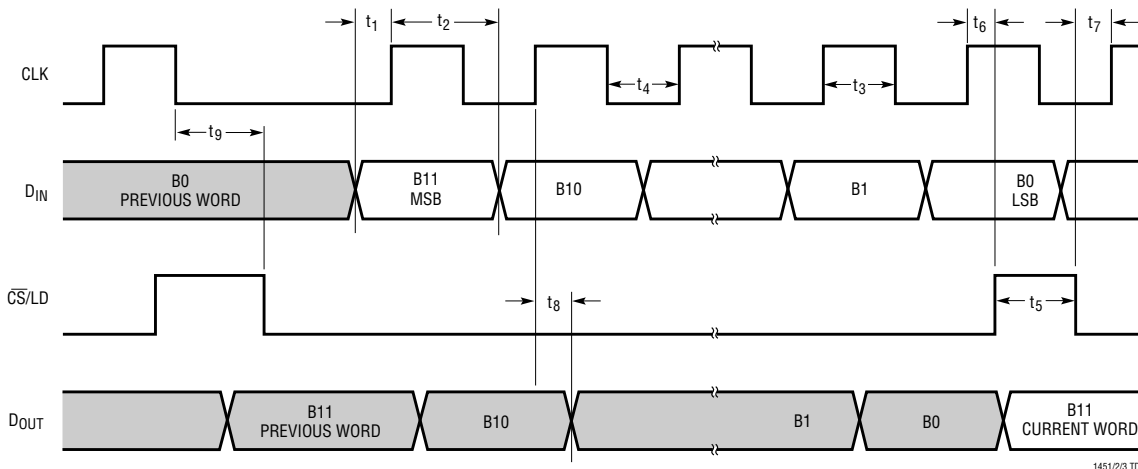 t1
t2
t6
t7
CLK
t4
t3
t9
DIN
B0
PREVIOUS WORD
B11
MSB
B10
B1
B0
LSB
CS/LD
t8
t5
DOUT
B11
PREVIOUS WORD
B10
B1
B0
B11
CURRENT WORD